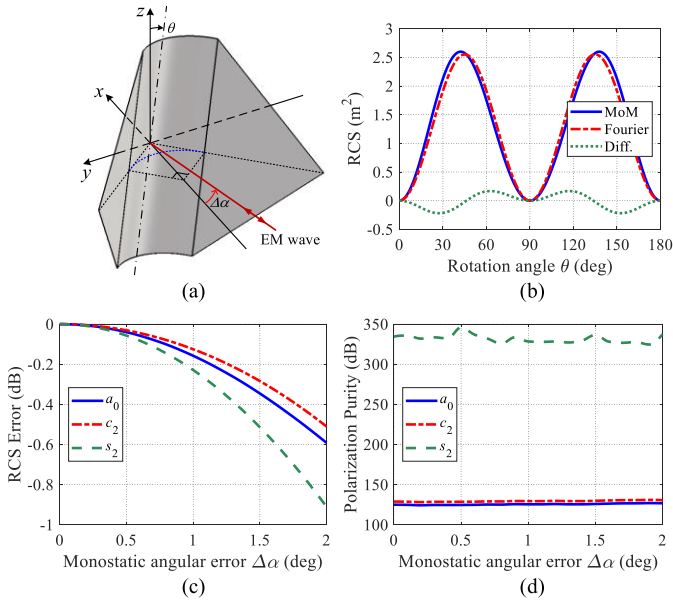 z
θ
x
y
Δα
EM wave
(a)
RCS (m²)
3
2.5
2
1.5
1
0.5
0
-0.5
MoM
Fourier
Diff.
0 30 60 90 120 150 180
Rotation angle θ (deg)
(b)
RCS Error (dB)
0
-0.2
-0.4
-0.6
-0.8
-1
a₀
c₂
s₂
0 0.5 1 1.5 2
Monostatic angular error Δα (deg)
(c)
Polarization Purity (dB)
350
300
250
200
150
100
a₀
c₂
s₂
0 0.5 1 1.5 2
Monostatic angular error Δα (deg)
(d)